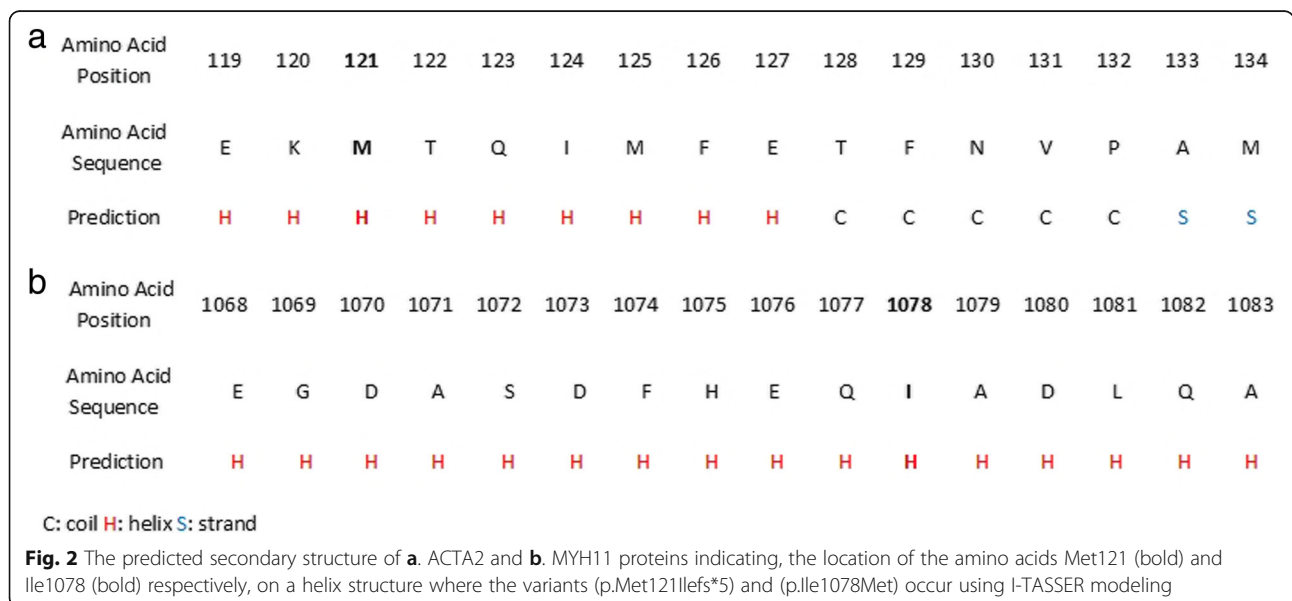 a
Amino Acid Position 119 120 121 122 123 124 125 126 127 128 129 130 131 132 133 134
Amino Acid Sequence E K M T Q I M F E T F N V P A M
Prediction H H H H H H H H H C C C C C S S
b
Amino Acid Position 1068 1069 1070 1071 1072 1073 1074 1075 1076 1077 1078 1079 1080 1081 1082 1083
Amino Acid Sequence E G D A S D F H E Q I A D L Q A
Prediction H H H H H H H H H H H H H H H H
C: coil H: helix S: strand
Fig. 2 The predicted secondary structure of a. ACTA2 and b. MYH11 proteins indicating, the location of the amino acids Met121 (bold) and
Ile1078 (bold) respectively, on a helix structure where the variants (p.Met121Ilefs*5) and (p.Ile1078Met) occur using I-TASSER modeling